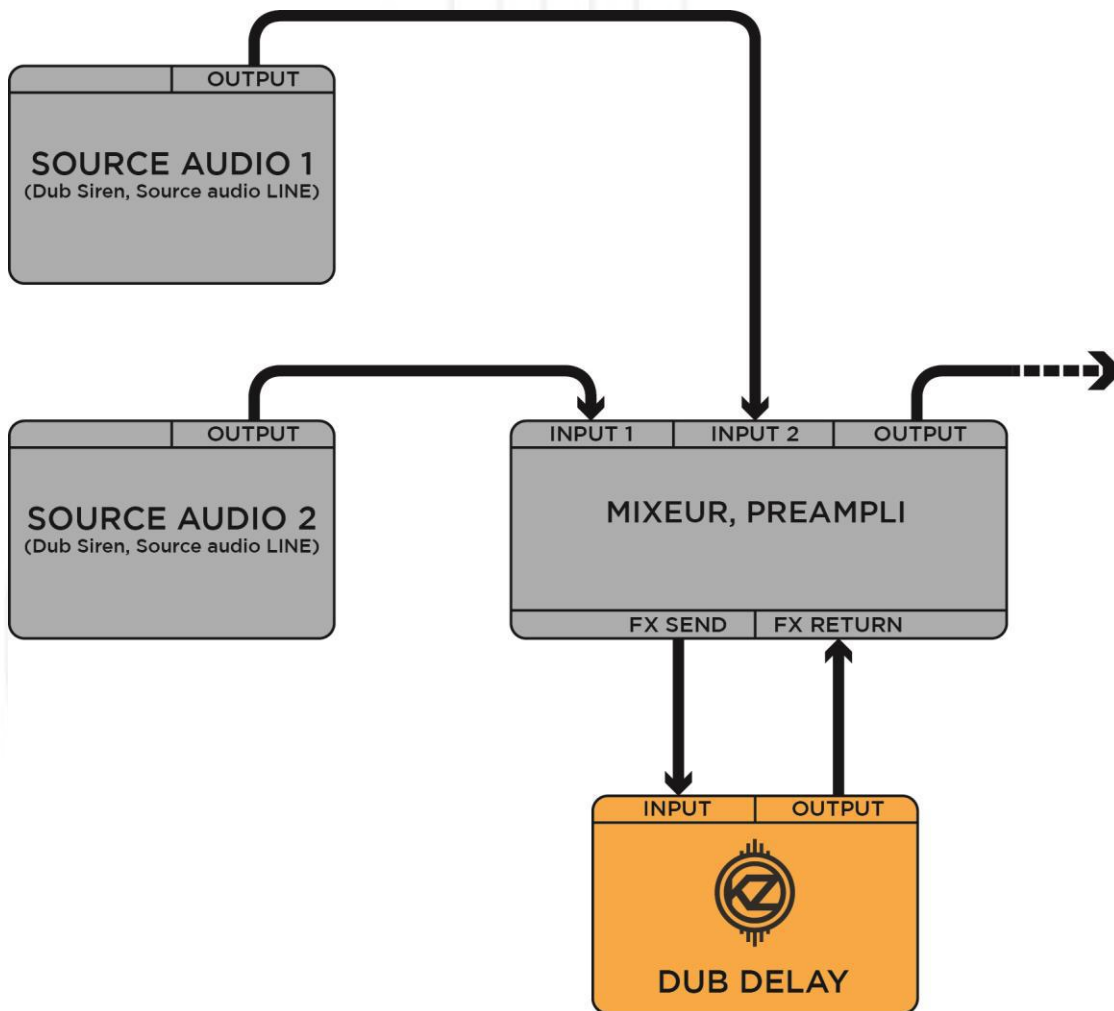 OUTPUT
SOURCE AUDIO 1
(Dub Siren, Source audio LINE)
OUTPUT
SOURCE AUDIO 2
(Dub Siren, Source audio LINE)
INPUT 1
INPUT 2
OUTPUT
MIXEUR, PREAMPLI
FX SEND
FX RETURN
INPUT
OUTPUT
KZ
DUB DELAY